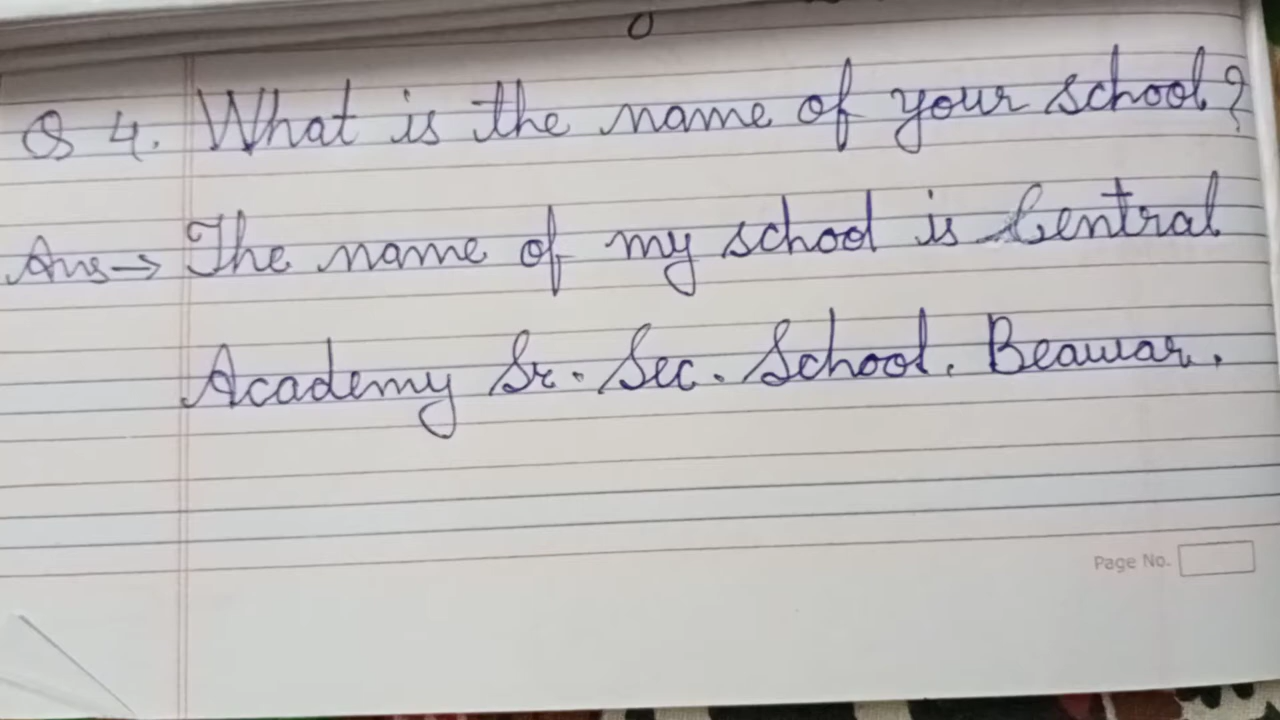 Q 4. What is the name of your school?
Ans → The name of my school is Central
Academy Sr. Sec. School. Beawar.
Page No.